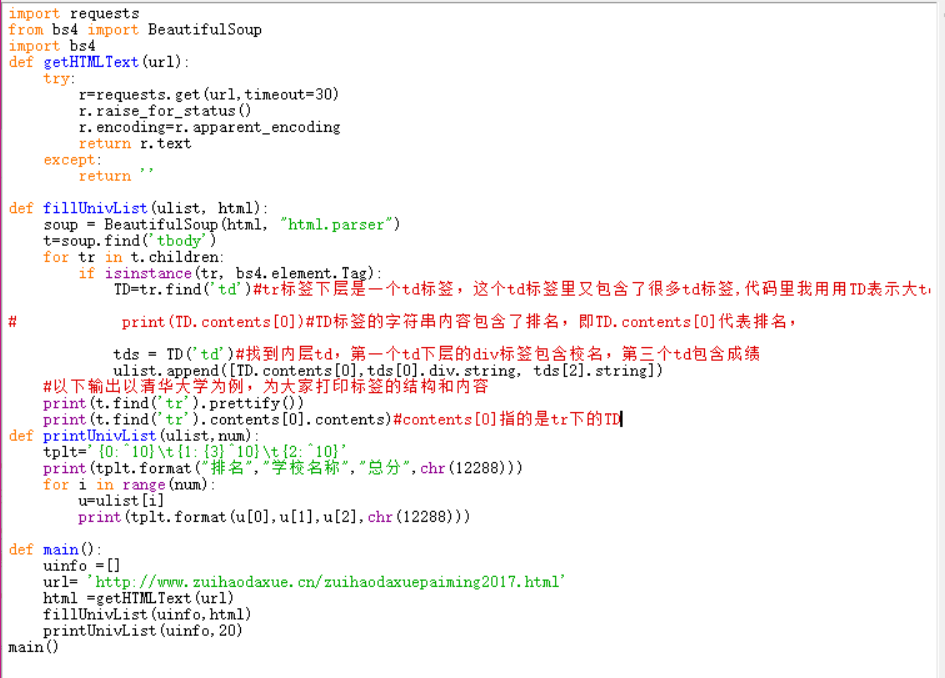 import requests
from bs4 import BeautifulSoup
import bs4
def getHTMLText(url):
    try:
        r=requests.get(url,timeout=30)
        r.raise_for_status()
        r.encoding=r.apparent_encoding
        return r.text
    except:
        return ''
def fillUnivList(ulist, html):
    soup = BeautifulSoup(html, "html.parser")
    t=soup.find('tbody')
    for tr in t.children:
        if isinstance(tr, bs4.element.Tag):
            TD=tr.find('td')#tr标签下层是一个td标签，这个td标签里又包含了很多td标签,代码里我用用TD表示大t
#            print(TD.contents[0])#TD标签的字符串内容包含了排名，即TD.contents[0]代表排名，
            tds = TD('td')#找到内层td，第一个td下层的div标签包含校名，第三个td包含成绩
            ulist.append([TD.contents[0],tds[0].div.string, tds[2].string])
    #以下输出以清华大学为例，为大家打印标签的结构和内容
    print(t.find('tr').prettify())
    print(t.find('tr').contents[0].contents)#contents[0]指的是tr下的TD
def printUnivList(ulist,num):
    tplt='{0:^10}\t{1:{3}^10}\t{2:^10}'
    print(tplt.format("排名","学校名称","总分",chr(12288)))
    for i in range(num):
        u=ulist[i]
        print(tplt.format(u[0],u[1],u[2],chr(12288)))
def main():
    uinfo =[]
    url= 'http://www.zuihaodaxue.cn/zuihaodaxuepaiming2017.html'
    html =getHTMLText(url)
    fillUnivList(uinfo,html)
    printUnivList(uinfo,20)
main()